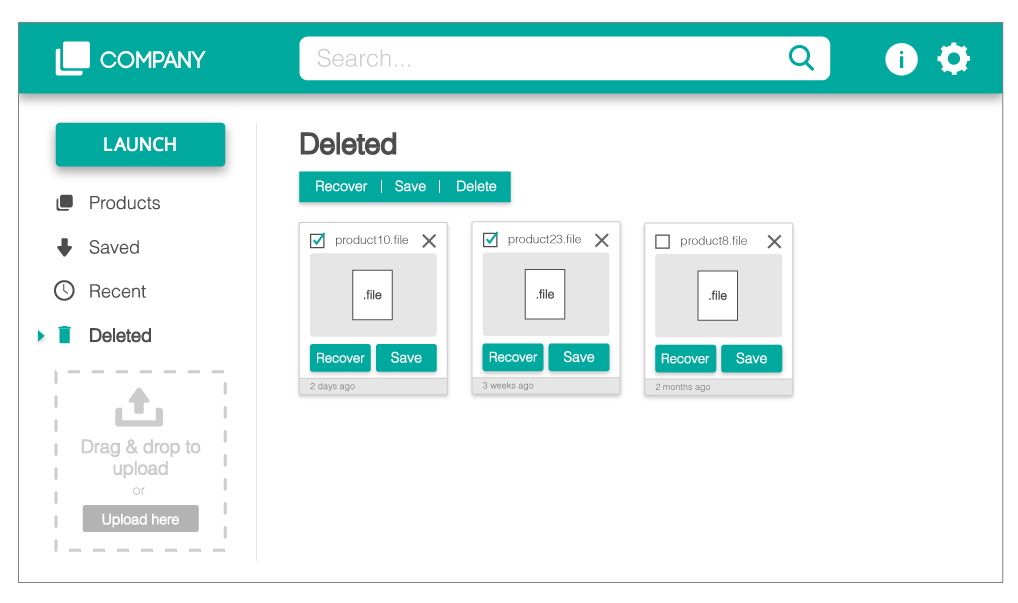 COMPANY
Search...
i
LAUNCH
Products
Saved
Recent
Deleted
Drag & drop to
upload
or
Upload here
Deleted
Recover | Save | Delete
product10.file
.file
Recover Save
2 days ago
product23.file
.file
Recover Save
3 weeks ago
product8.file
.file
Recover Save
2 months ago